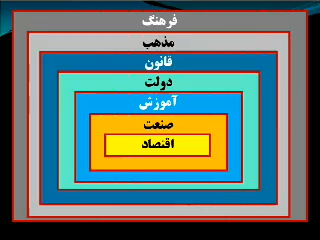 فرهنگ
مذهب
قانون
دولت
آموزش
صنعت
اقتصاد